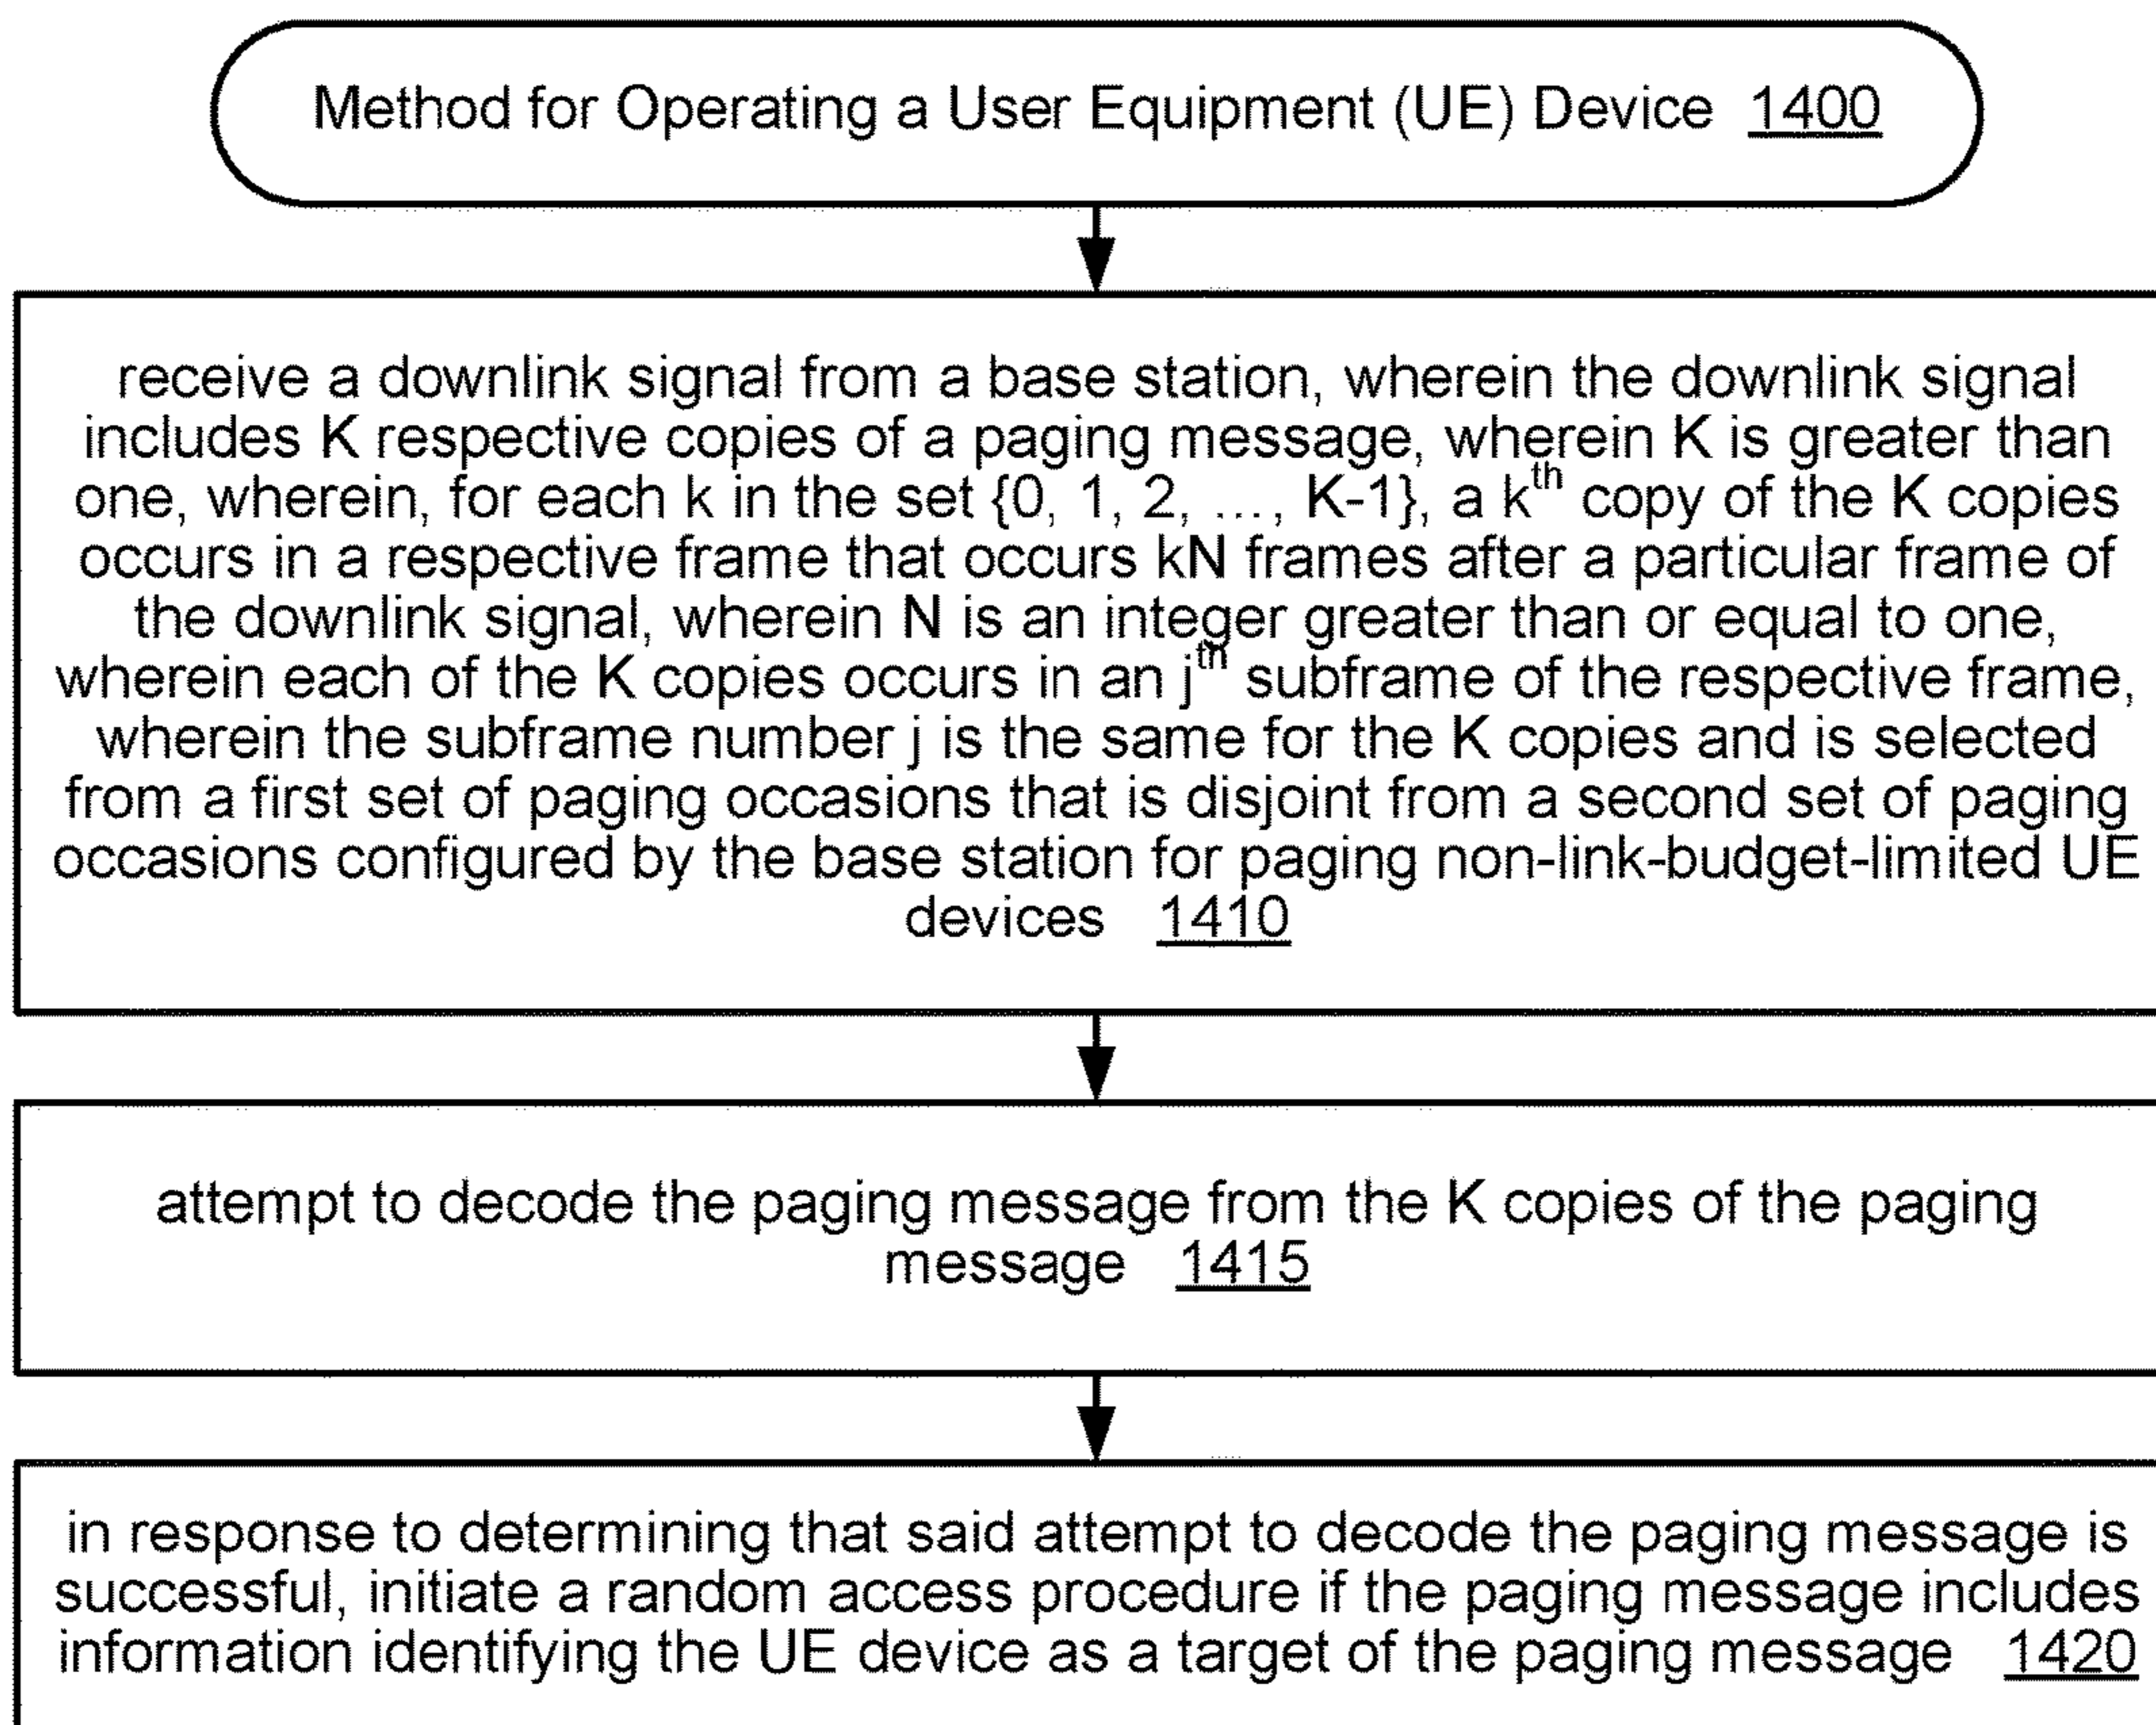 Method for Operating a User Equipment (UE) Device 1400
receive a downlink signal from a base station, wherein the downlink signal
includes K respective copies of a paging message, wherein K is greater than
one, wherein, for each k in the set {0, 1, 2, ..., K-1}, a kth copy of the K copies
occurs in a respective frame that occurs kN frames after a particular frame of
the downlink signal, wherein N is an integer greater than or equal to one,
wherein each of the K copies occurs in an jth subframe of the respective frame,
wherein the subframe number j is the same for the K copies and is selected
from a first set of paging occasions that is disjoint from a second set of paging
occasions configured by the base station for paging non-link-budget-limited UE
devices 1410
attempt to decode the paging message from the K copies of the paging
message 1415
in response to determining that said attempt to decode the paging message is
successful, initiate a random access procedure if the paging message includes
information identifying the UE device as a target of the paging message 1420